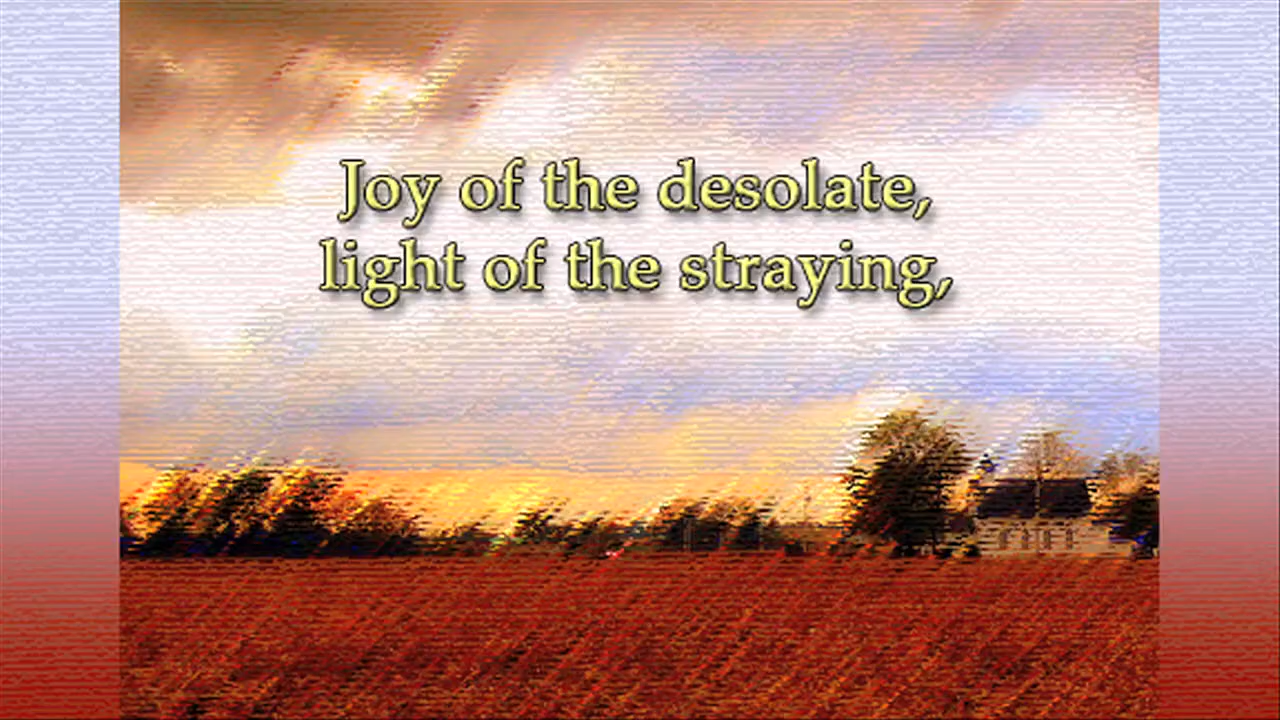 Joy of the desolate,
light of the straying,